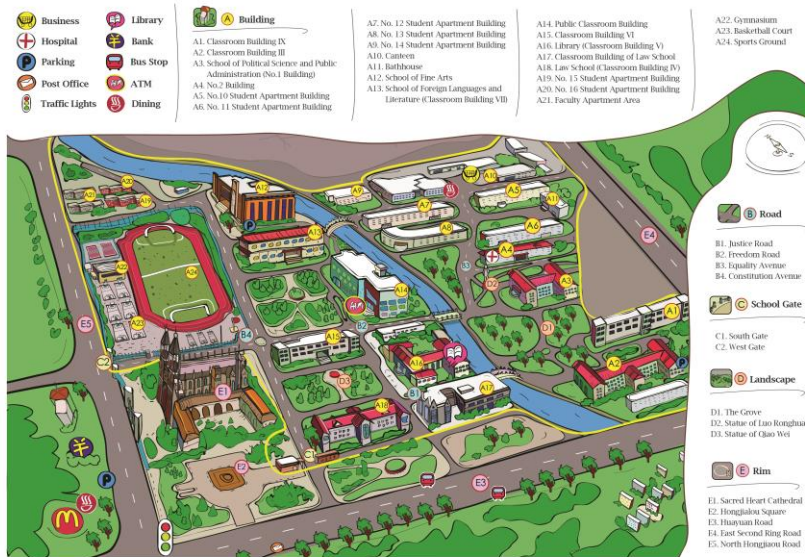 Business
Library
Hospital
Bank
Parking
Bus Stop
Post Office
ATM
Traffic Lights
Dining
A Building
A1. Classroom Building IX
A2. Classroom Building III
A3. School of Political Science and Public
Administration (No.1 Building)
A4. No.2 Building
A5. No.10 Student Apartment Building
A6. No. 11 Student Apartment Building
A7. No. 12 Student Apartment Building
A8. No. 13 Student Apartment Building
A9. No. 14 Student Apartment Building
A10. Canteen
A11. Bathhouse
A12. School of Fine Arts
A13. School of Foreign Languages and
Literature (Classroom Building VII)
A14. Public Classroom Building
A15. Classroom Building VI
A16. Library (Classroom Building V)
A17. Classroom Building of Law School
A18. Law School (Classroom Building IV)
A19. No. 15 Student Apartment Building
A20. No. 16 Student Apartment Building
A21. Faculty Apartment Area
A22. Gymnasium
A23. Basketball Court
A24. Sports Ground
B Road
B1. Justice Road
B2. Freedom Road
B3. Equality Avenue
B4. Constitution Avenue
C School Gate
C1. South Gate
C2. West Gate
D Landscape
D1. The Grove
D2. Statue of Luo Ronghua
D3. Statue of Qiao Wei
E Rim
E1. Sacred Heart Cathedral
E2. Hongjialou Square
E3. Huayuan Road
E4. East Second Ring Road
E5. North Hongjiaou Road
A20
A21
A19
A12
A9
A10
A5
A11
A7
A8
A6
A4
A3
P
A13
A22
A24
A23
A14
B3
D2
E4
E5
B4
B2
D1
A1
C2
A15
A16
A2
P
E1
D3
B1
A17
A18
C1
E2
E3
P